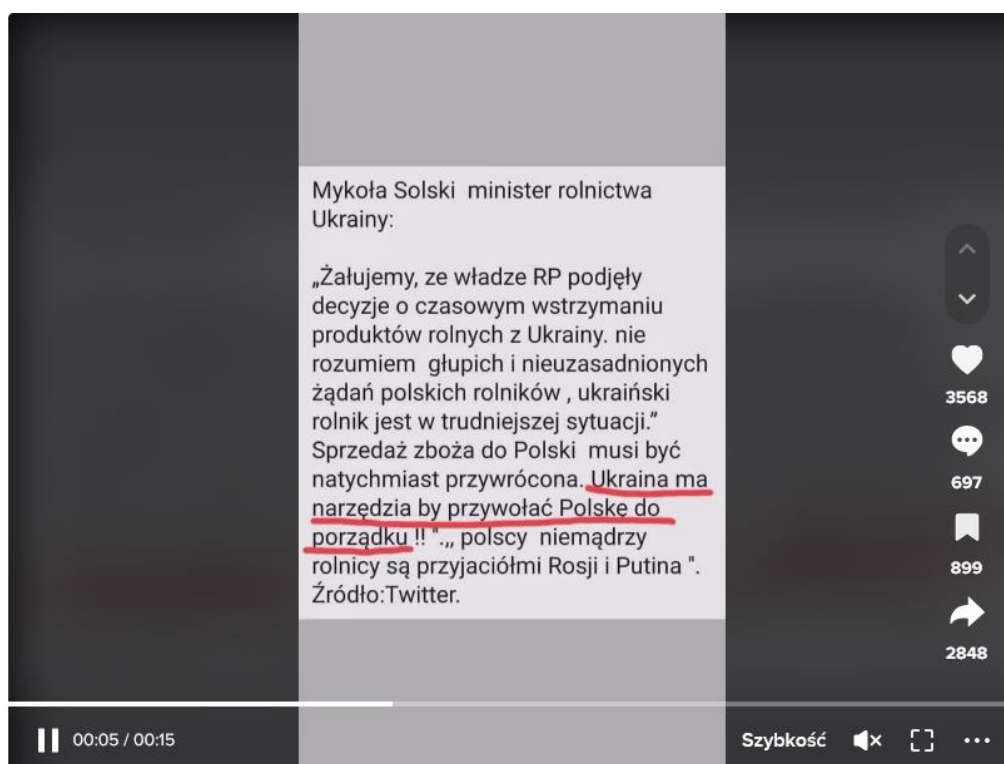 Mykoła Solski minister rolnictwa
Ukrainy:
„Żałujemy, ze władze RP podjęły
decyzje o czasowym wstrzymaniu
produktów rolnych z Ukrainy. nie
rozumiem głupich i nieuzasadnionych
żądań polskich rolników , ukraiński
rolnik jest w trudniejszej sytuacji.”
Sprzedaż zboża do Polski musi być
natychmiast przywrócona. Ukraina ma
narzędzia by przywołać Polskę do
porządku !! ".,, polscy niemądrzy
rolnicy są przyjaciółmi Rosji i Putina ".
Źródło:Twitter.
3568
697
899
2848
00:05 / 00:15
Szybkość